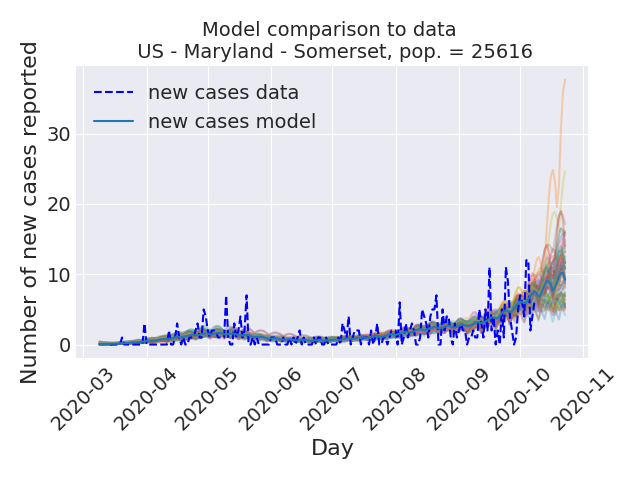 Model comparison to data
US - Maryland - Somerset, pop. = 25616
Number of new cases reported
new cases data
new cases model
30
20
10
0
2020-03
2020-04
2020-05
2020-06
2020-07
2020-08
2020-09
2020-10
2020-11
Day